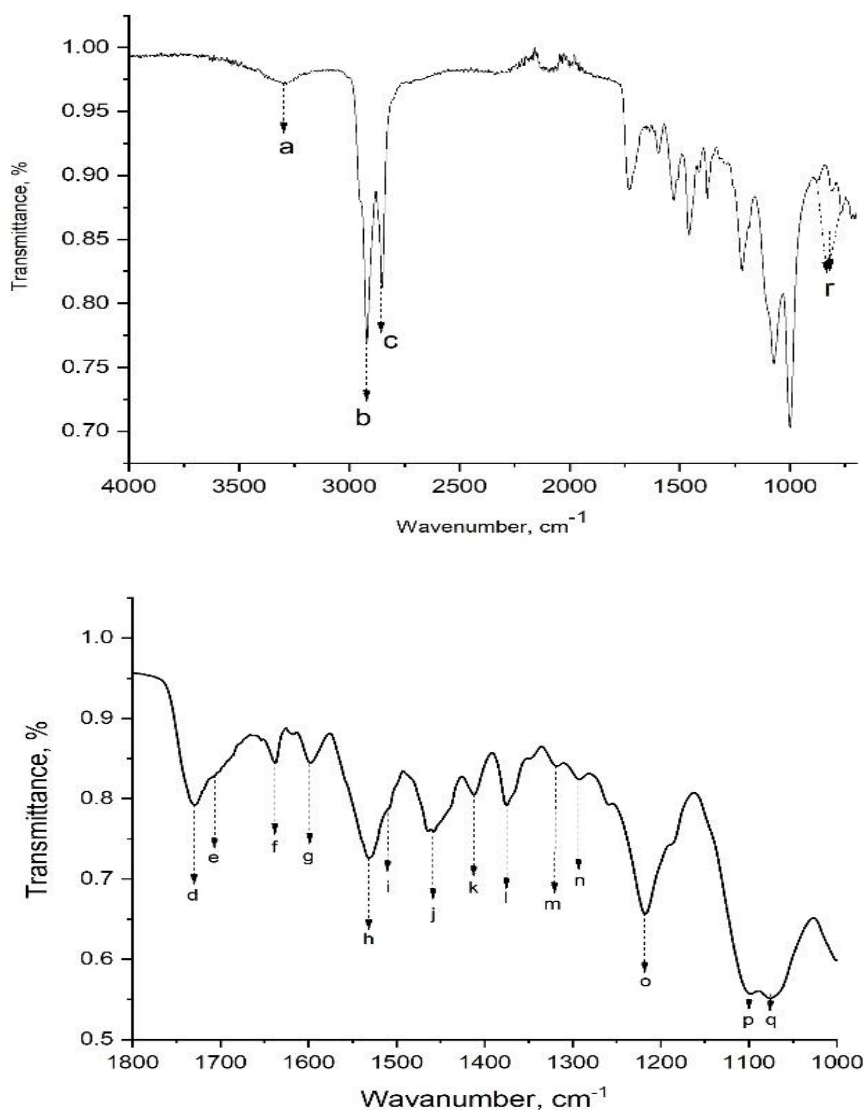 1.00
0.95
0.90
0.85
0.80
0.75
0.70
Transmittance, %
a
b
c
r
4000 3500 3000 2500 2000 1500 1000
Wavenumber, cm-1
1.0
0.9
0.8
0.7
0.6
0.5
Transmittance, %
d
e
f
g
h
i
j
k
l
m
n
o
p
q
1800 1700 1600 1500 1400 1300 1200 1100 1000
Wavanumber, cm-1